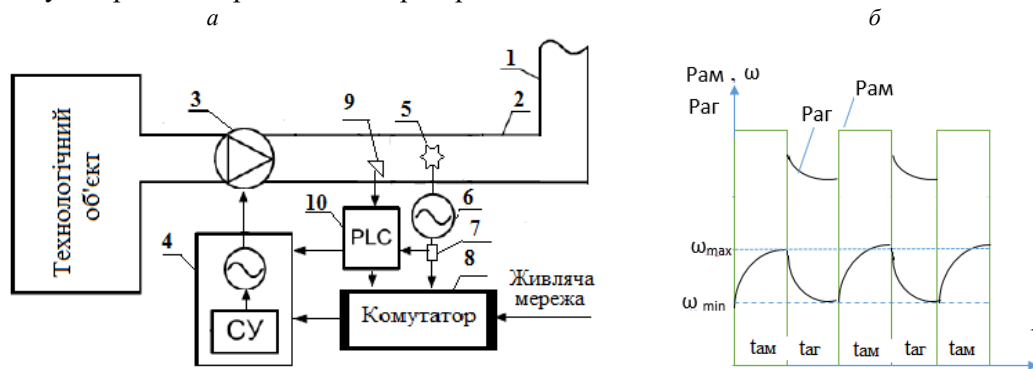 а
б
1
2
3
9
5
Технологічний
об'єкт
10
6
PLC
7
8
4
Живляча
мережа
Комутатор
СУ
Рам , ω
Раг
Рам
Раг
ωmax
ω min
tам
tаг
tам
tаг
tам